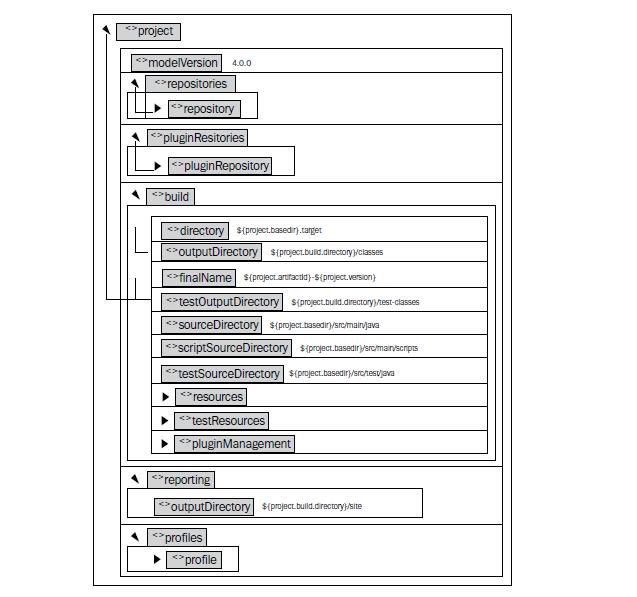 <>project
<>modelVersion 4.0.0
<>repositories
<>repository
<>pluginResitories
<>pluginRepository
<>build
<>directory ${project.basedir}.target
<>outputDirectory ${project.build.directory}/classes
<>finalName ${project.artifactId}-${project.version}
<>testOutputDirectory ${project.build.directory}/test-classes
<>sourceDirectory ${project.basedir}/src/main/java
<>scriptSourceDirectory ${project.basedir}/src/main/scripts
<>testSourceDirectory ${project.basedir}/src/test/java
<>resources
<>testResources
<>pluginManagement
<>reporting
<>outputDirectory ${project.build.directory}/site
<>profiles
<>profile